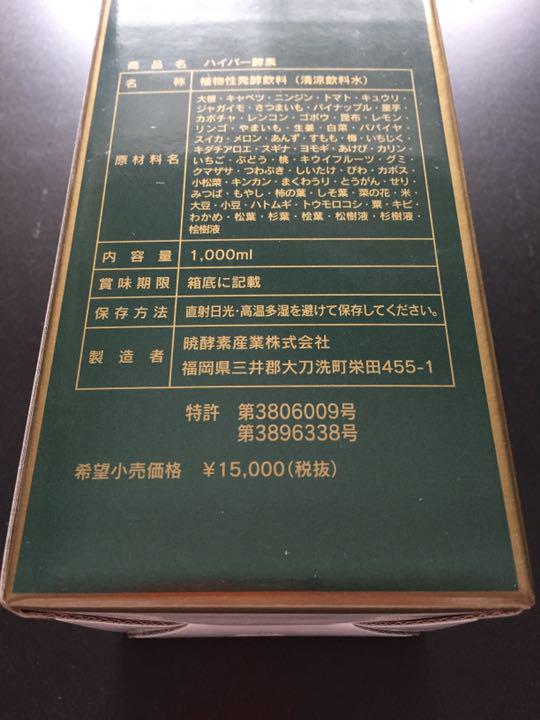 商品名 ハイパー酵素
名称 植物性発酵飲料（清涼飲料水）
原材料名
大根・キャベツ・ニンジン・トマト・キュウリ・
ジャガイモ・さつまいも・パイナップル・里芋・
カボチャ・レンコン・ゴボウ・昆布・レモン・
リンゴ・やまいも・生姜・白菜・パパイヤ・
スイカ・メロン・あんず・すもも・梅・いちじく・
キダチアロエ・スギナ・ヨモギ・あけび・カリン・
いちご・ぶどう・桃・キウイフルーツ・グミ・
クマザサ・つわぶき・しいたけ・びわ・カボス・
小松菜・キンカン・まくわうり・とうがん・せり・
みつば・もやし・柿の葉・しそ葉・菜の花・米・
大豆・小豆・ハトムギ・トウモロコシ・粟・キビ・
わかめ・松葉・杉葉・桧葉・松樹液・杉樹液・
桧樹液
内容量 1,000ml
賞味期限 箱底に記載
保存方法 直射日光・高温多湿を避けて保存してください。
製造者 暁酵素産業株式会社
福岡県三井郡大刀洗町栄田455-1
特許 第3806009号
第3896338号
希望小売価格 ￥15,000（税抜）